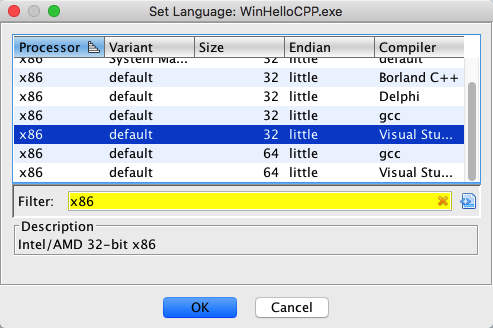 Set Language: WinHelloCPP.exe
Processor Variant Size Endian Compiler
x86 System Ma... 32 little default
x86 default 32 little Borland C++
x86 default 32 little Delphi
x86 default 32 little gcc
x86 default 32 little Visual Stu...
x86 default 64 little gcc
x86 default 64 little Visual Stu...
Filter: x86
Description
Intel/AMD 32-bit x86
OK Cancel